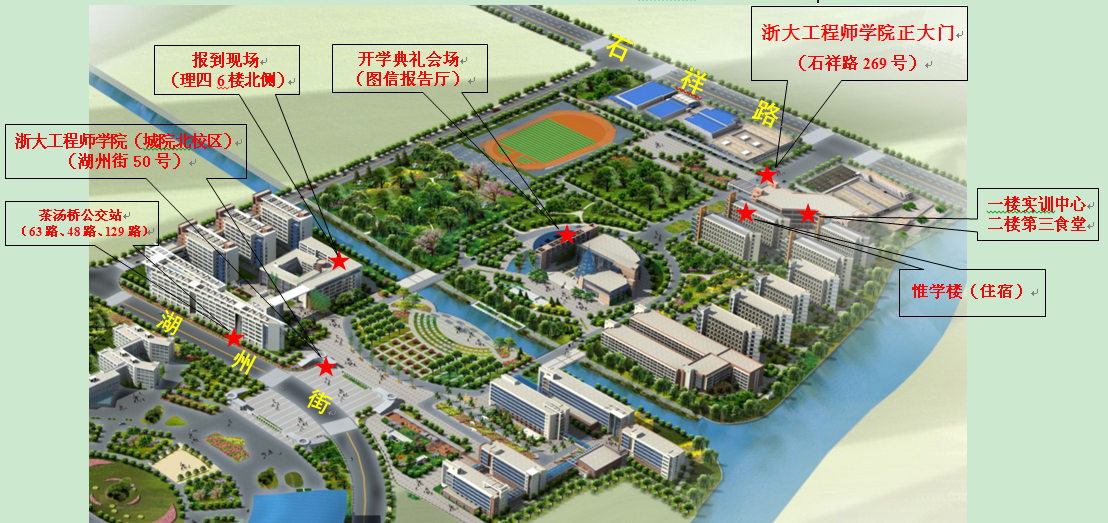 浙大工程师学院正大门
（石祥路 269 号）
报到现场
（理四 6 楼北侧）
开学典礼会场
（图信报告厅）
石祥路
浙大工程师学院（城院北校区）
（湖州街 50 号）
茶汤桥公交站
（63 路、48 路、129 路）
一楼实训中心
二楼第三食堂
惟学楼（住宿）
湖州街